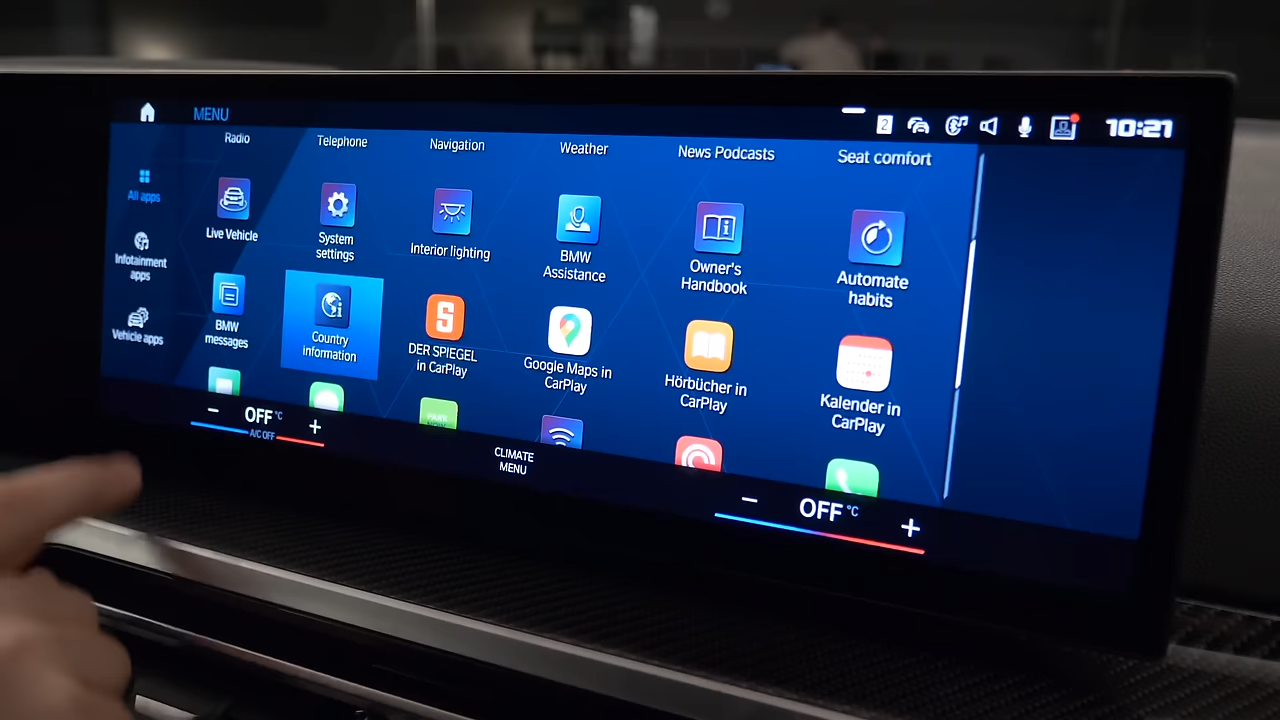 MENU
2
10:21
Radio
Telephone
Navigation
Weather
News Podcasts
Seat comfort
All apps
Infotainment
apps
Vehicle apps
Live Vehicle
System
settings
Interior lighting
BMW
Assistance
Owner's
Handbook
Automate
habits
BMW
messages
Country
information
S
DER SPIEGEL
in CarPlay
Google Maps in
CarPlay
Hörbücher in
CarPlay
Kalender in
CarPlay
PARK
NOW
− OFF °C +
A/C OFF
CLIMATE
MENU
− OFF °C +